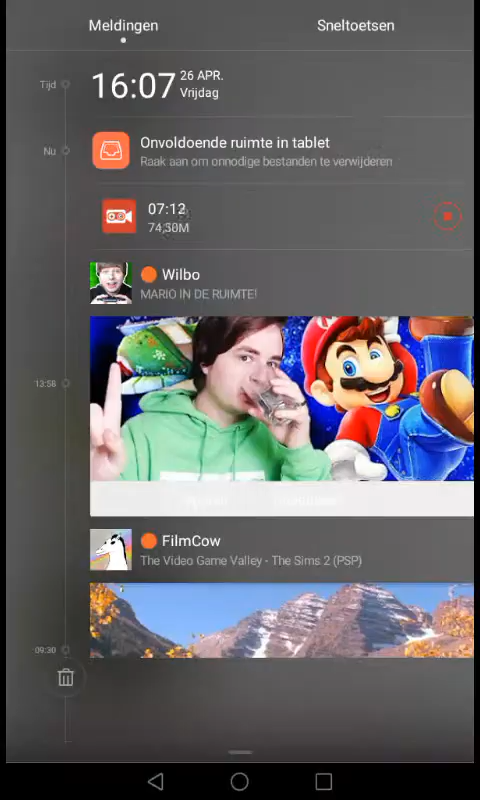 Meldingen
Sneltoetsen
Tijd
16:07
26 APR.
Vrijdag
Nu
Onvoldoende ruimte in tablet
Raak aan om onnodige bestanden te verwijderen
07:12
Wilbo
MARIO IN DE RUIMTE!
13:58
FilmCow
The Video Game Valley - The Sims 2 (PSP)
09:30